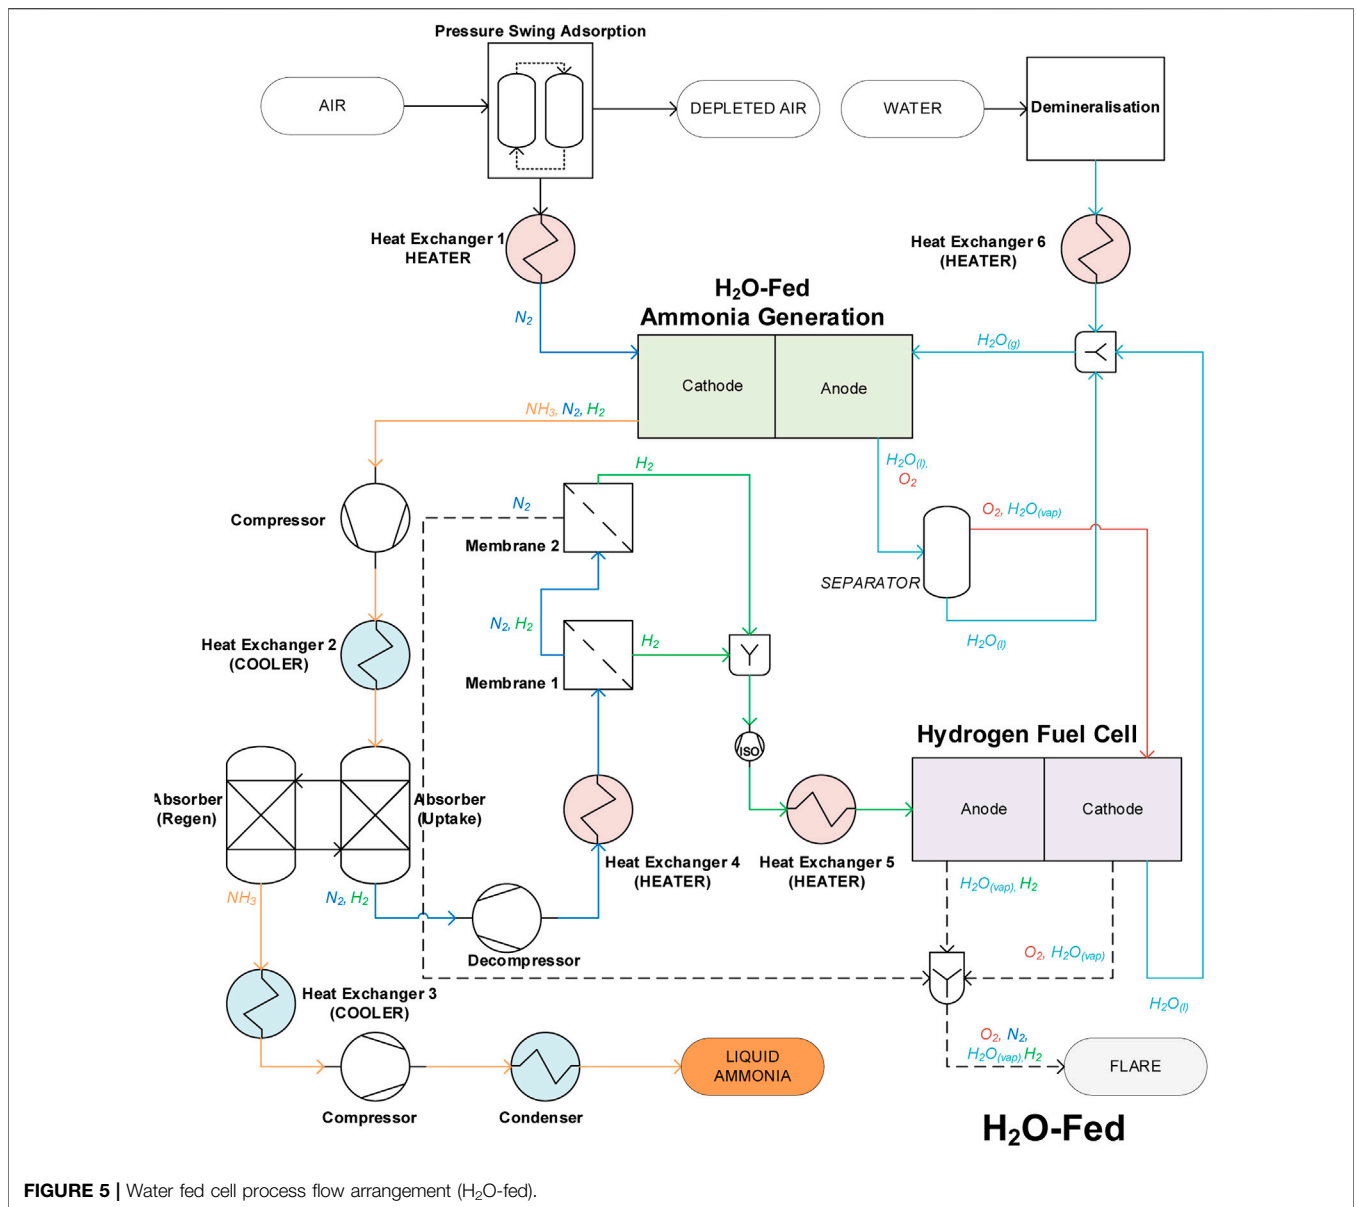 Pressure Swing Adsorption
AIR
DEPLETED AIR
WATER
Demineralisation
Heat Exchanger 1
HEATER
Heat Exchanger 6
(HEATER)
N₂
H₂O-Fed
Ammonia Generation
H₂O(g)
Cathode
Anode
NH₃, N₂, H₂
H₂O(l),
O₂
H₂
N₂
O₂, H₂O(vap)
Compressor
Membrane 2
SEPARATOR
N₂, H₂
H₂
H₂O(l)
Heat Exchanger 2
(COOLER)
Y
Membrane 1
Hydrogen Fuel Cell
ISO
Absorber
(Regen)
Absorber
(Uptake)
Anode
Cathode
Heat Exchanger 4
(HEATER)
Heat Exchanger 5
(HEATER)
NH₃
N₂, H₂
H₂O(vap), H₂
Decompressor
O₂, H₂O(vap)
Heat Exchanger 3
(COOLER)
H₂O(l)
O₂, N₂,
H₂O(vap),H₂
LIQUID
AMMONIA
FLARE
Compressor
Condenser
H₂O-Fed
FIGURE 5 | Water fed cell process flow arrangement (H₂O-fed).